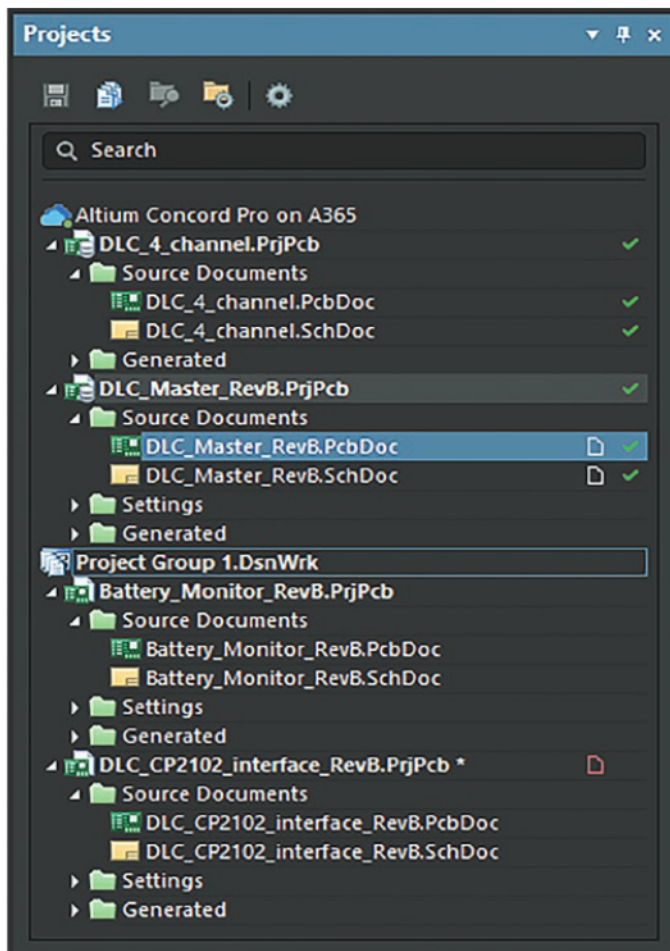 Projects
Search
Altium Concord Pro on A365
DLC_4_channel.PrjPcb
Source Documents
DLC_4_channel.PcbDoc
DLC_4_channel.SchDoc
Generated
DLC_Master_RevB.PrjPcb
Source Documents
DLC_Master_RevB.PcbDoc
DLC_Master_RevB.SchDoc
Settings
Generated
Project Group 1.DsnWrk
Battery_Monitor_RevB.PrjPcb
Source Documents
Battery_Monitor_RevB.PcbDoc
Battery_Monitor_RevB.SchDoc
Settings
Generated
DLC_CP2102_interface_RevB.PrjPcb *
Source Documents
DLC_CP2102_interface_RevB.PcbDoc
DLC_CP2102_interface_RevB.SchDoc
Settings
Generated